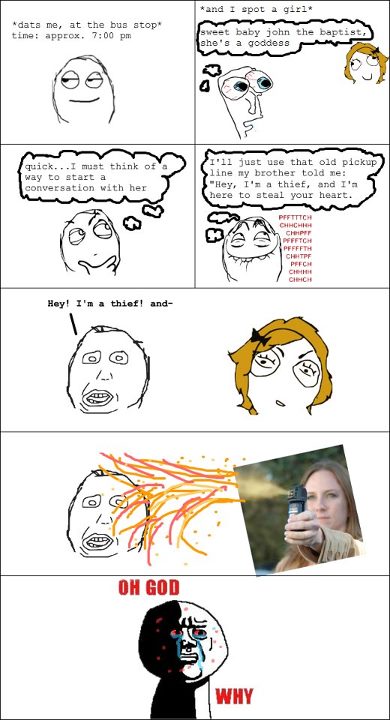 *dats me, at the bus stop*
time: approx. 7:00 pm
*and I spot a girl*
sweet baby john the baptist,
she's a goddess
quick...I must think of a
way to start a
conversation with her
I'll just use that old pickup
line my brother told me:
"Hey, I'm a thief, and I'm
here to steal your heart.
PFFTTTCH
CHHCHHH
CHHPFF
PFFFTCH
PFFFFTH
CHHTPF
PFFCH
CHHHH
CHHCH
Hey! I'm a thief! and-
OH GOD
WHY